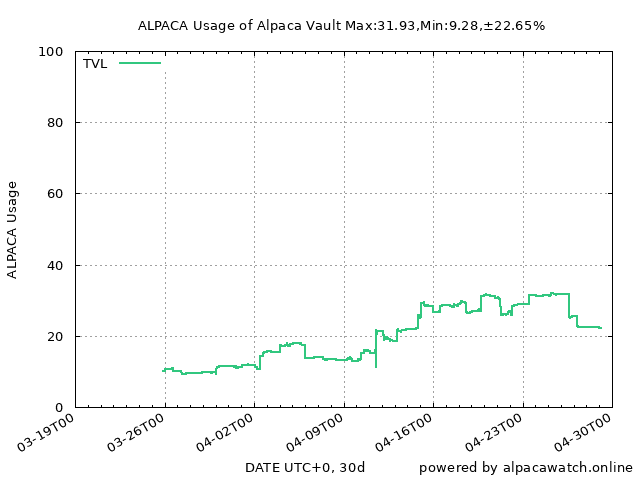 ALPACA Usage of Alpaca Vault Max:31.93,Min:9.28,±22.65%
TVL
ALPACA Usage
100
80
60
40
20
0
03-19T00
03-26T00
04-02T00
04-09T00
04-16T00
04-23T00
04-30T00
DATE UTC+0, 30d
powered by alpacawatch.online